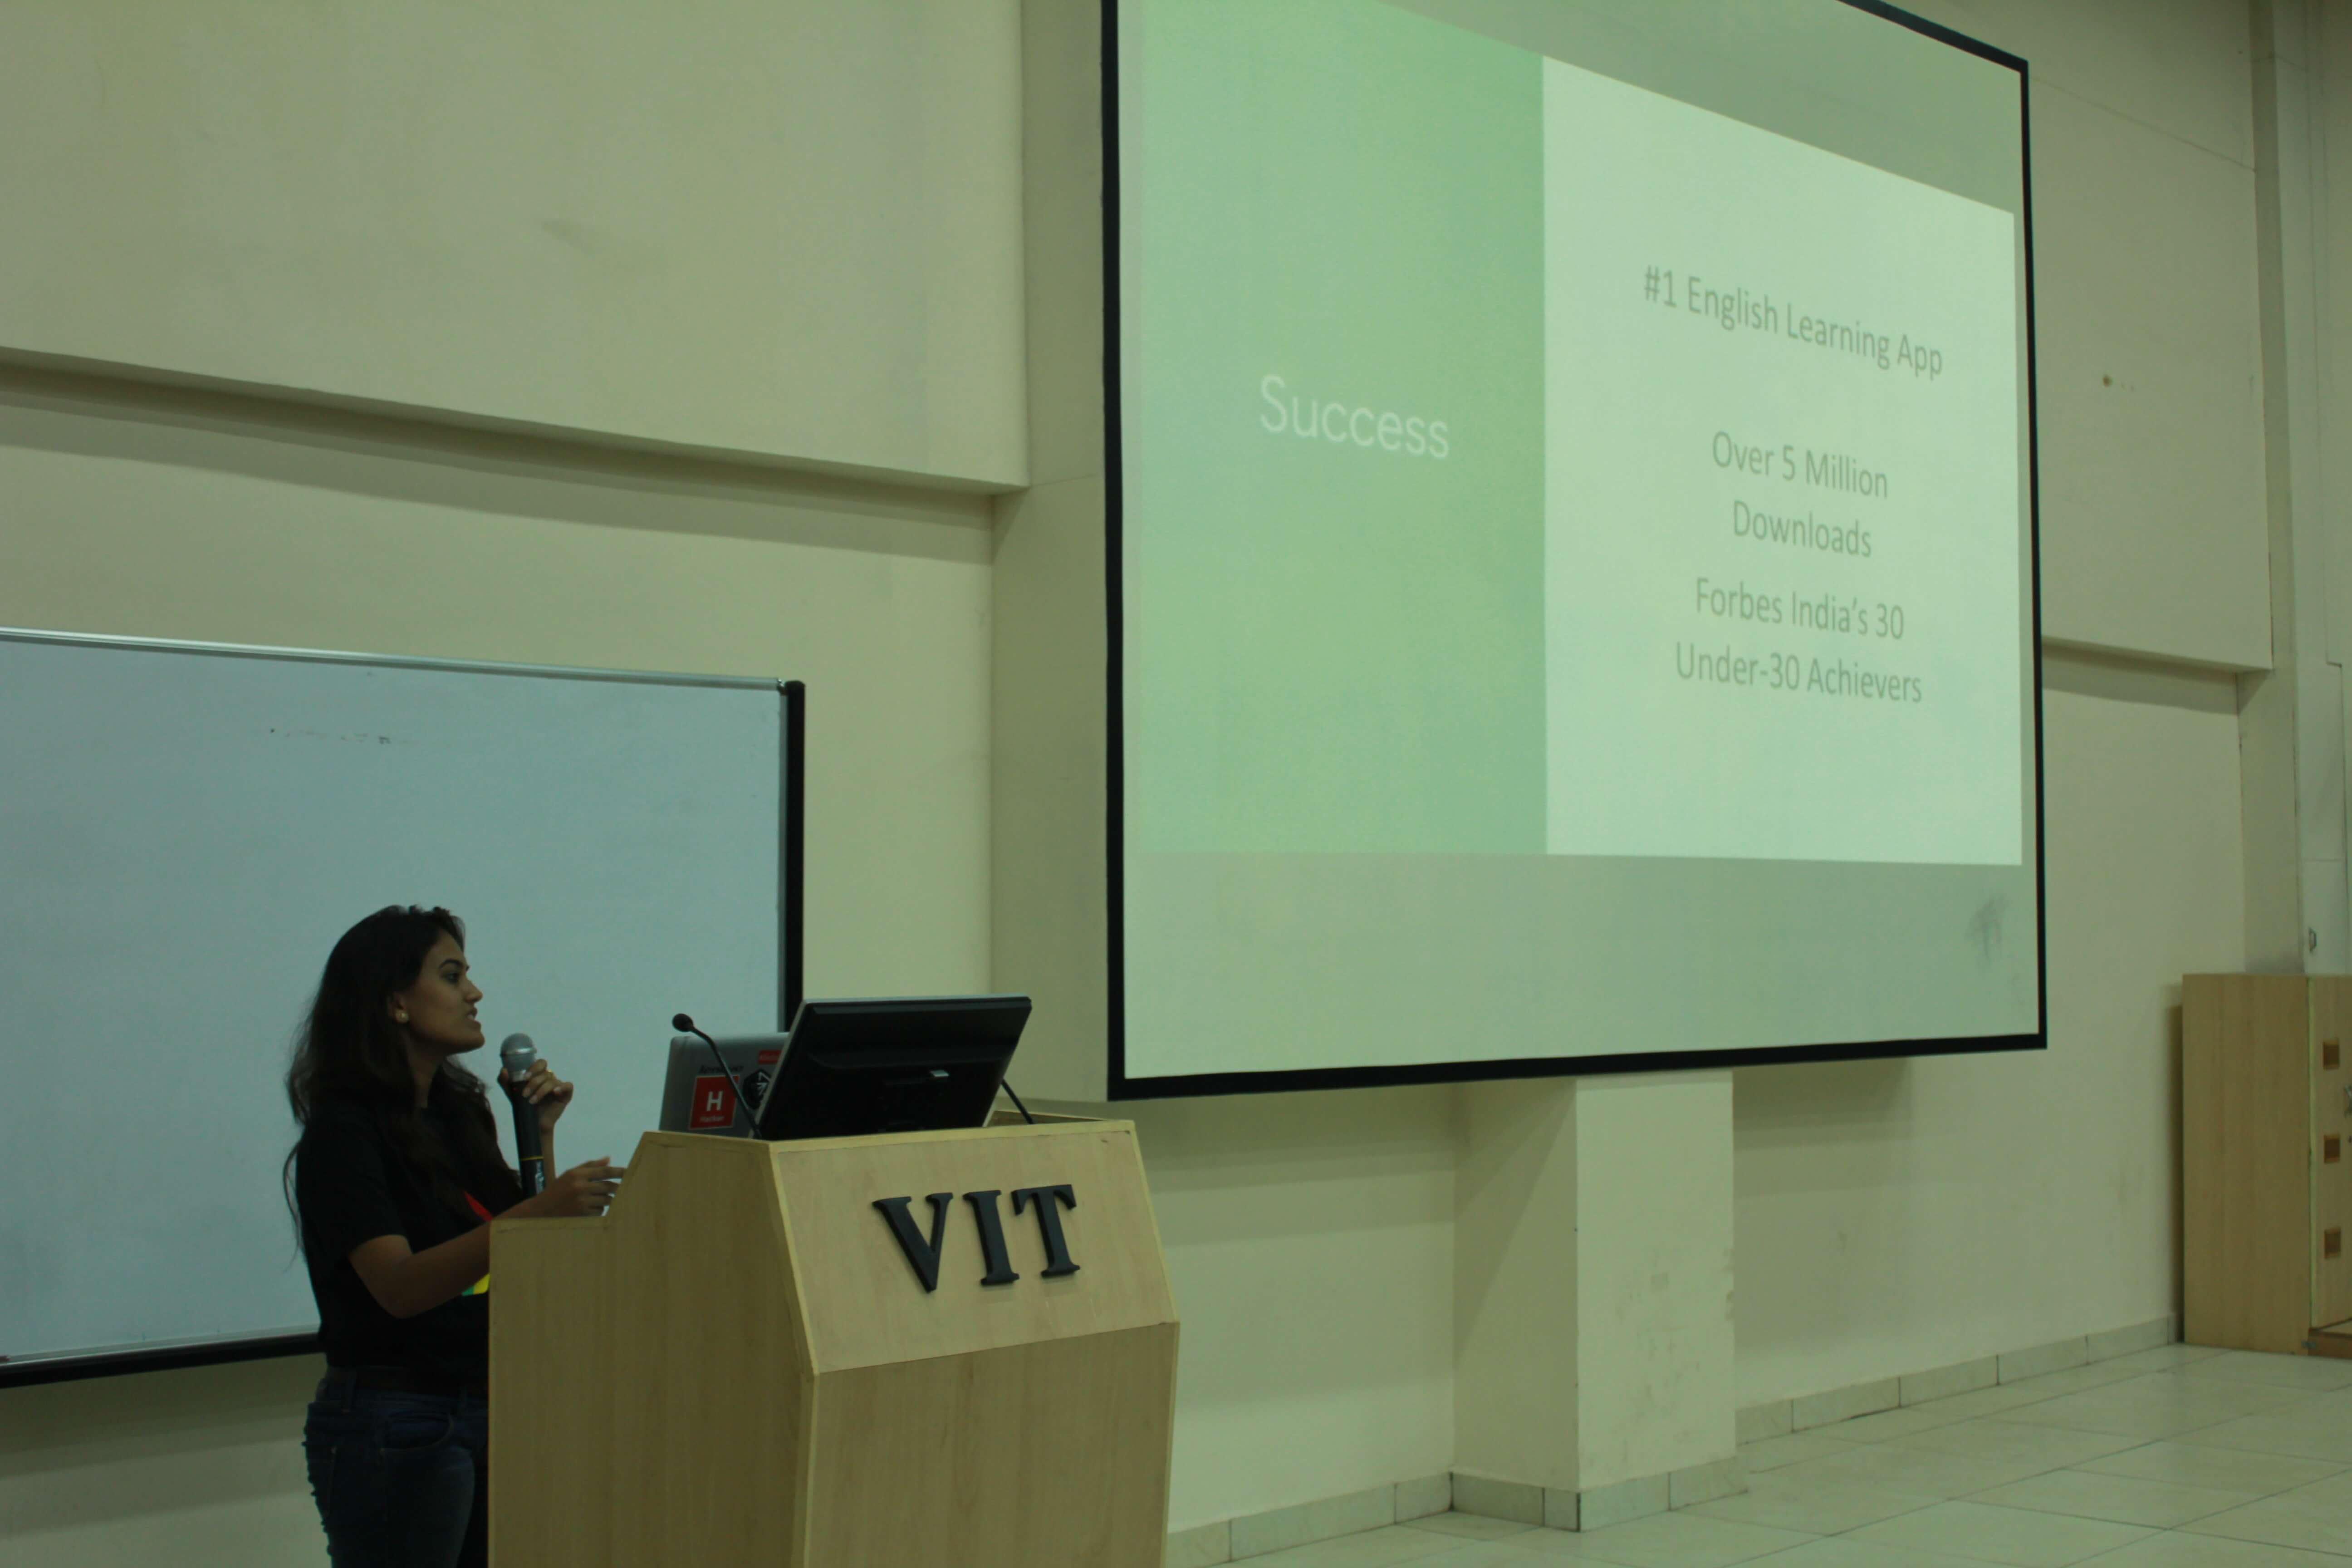 Success
#1 English Learning App
Over 5 Million
Downloads
Forbes India's 30
Under-30 Achievers
H
VIT